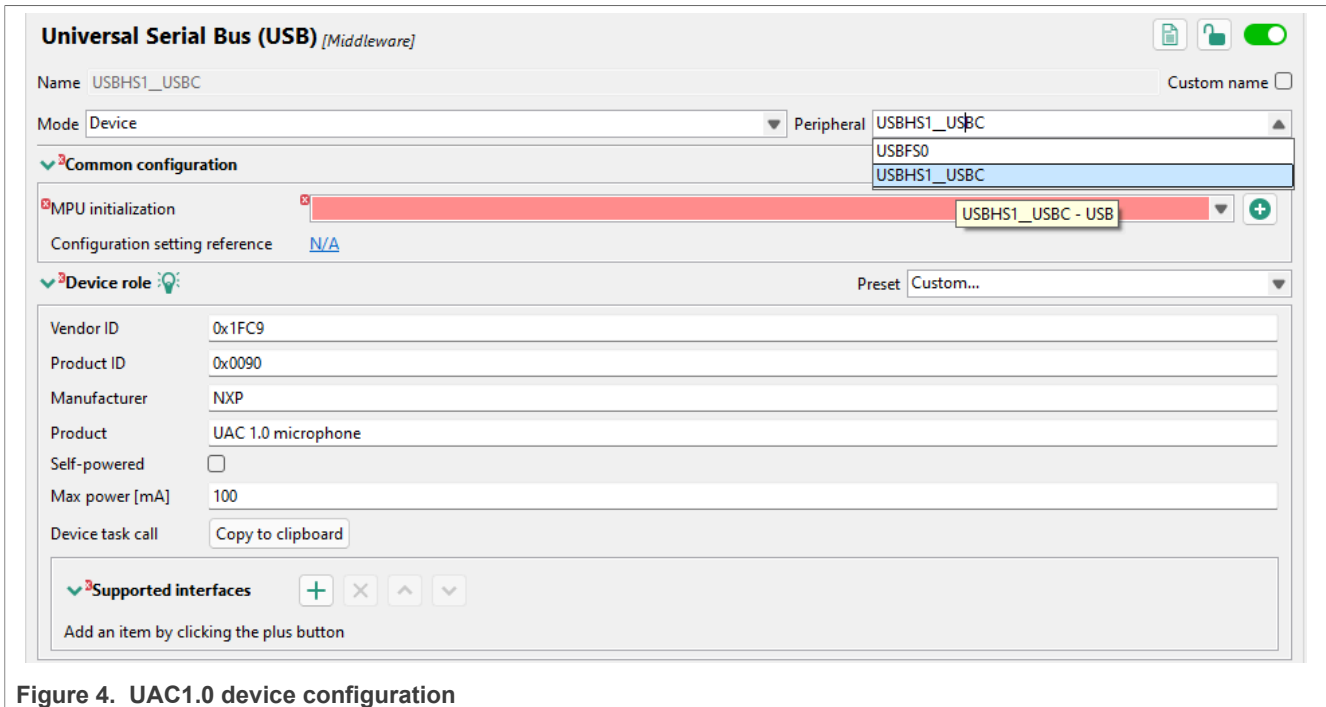 Universal Serial Bus (USB) [Middleware]
Name USBHS1__USBC Custom name
Mode Device Peripheral USBHS1__USBC
USBFS0
USBHS1__USBC
Common configuration
MPU initialization
USBHS1__USBC - USB
Configuration setting reference N/A
Device role Preset Custom...
Vendor ID 0x1FC9
Product ID 0x0090
Manufacturer NXP
Product UAC 1.0 microphone
Self-powered
Max power [mA] 100
Device task call Copy to clipboard
Supported interfaces
Add an item by clicking the plus button
Figure 4. UAC1.0 device configuration